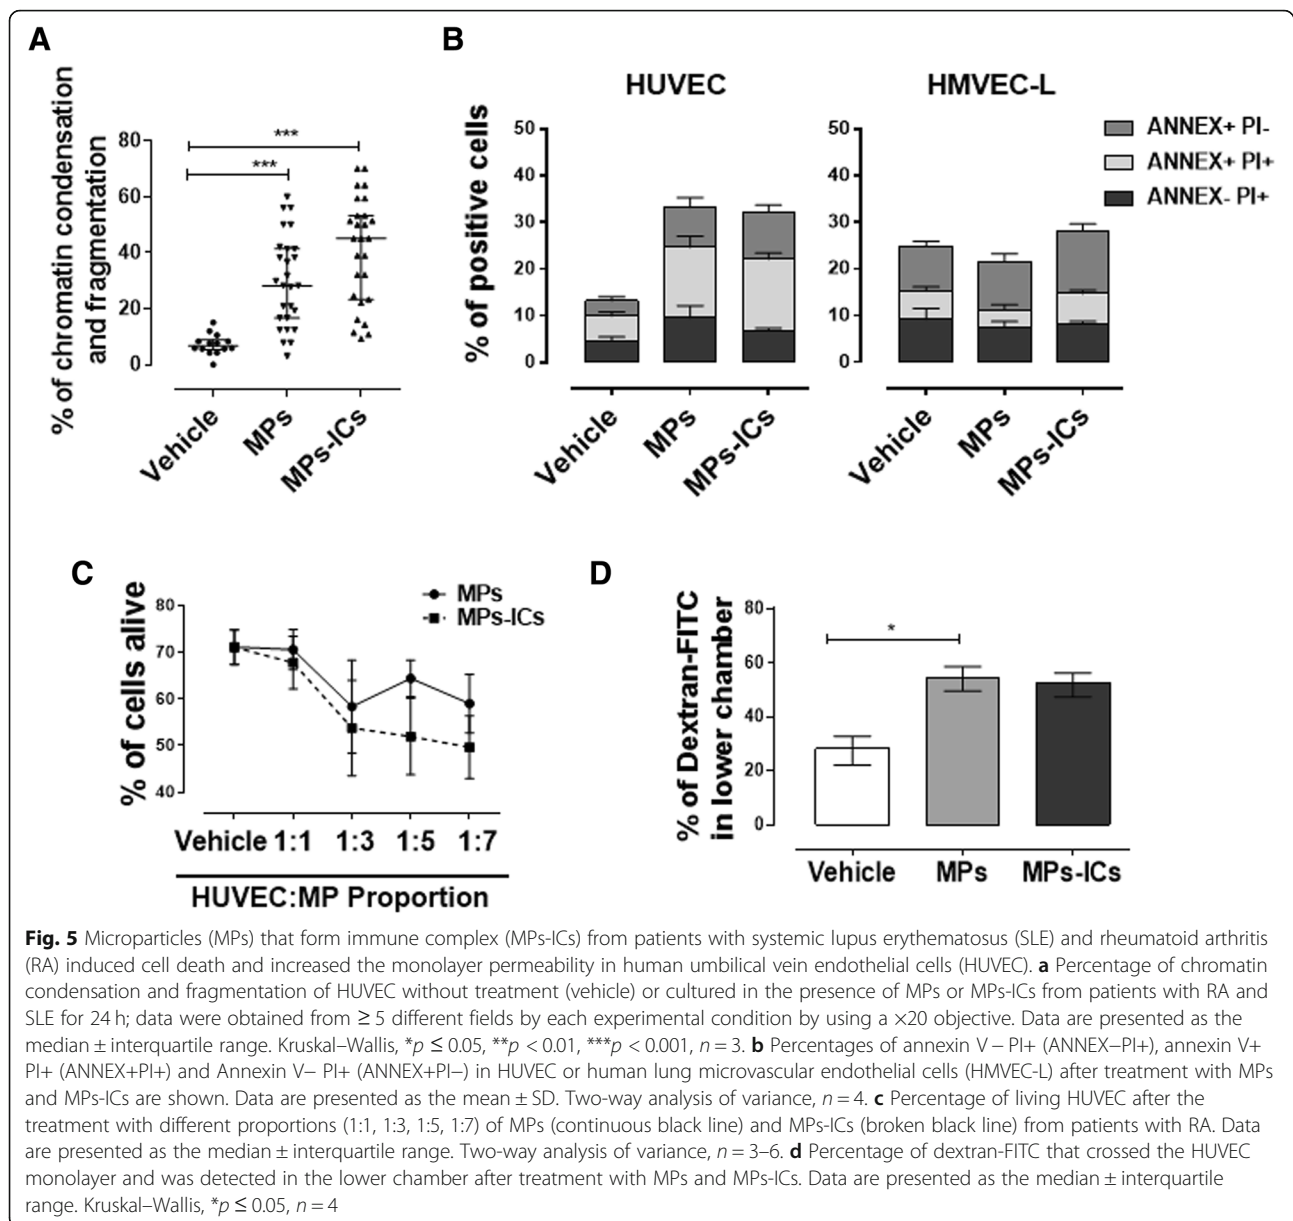 A
% of chromatin condensation
and fragmentation
80
60
40
20
0
***
***
Vehicle
MPs
MPs-ICs
B
% of positive cells
HUVEC
50
40
30
20
10
0
Vehicle
MPs
MPs-ICs
HMVEC-L
50
40
30
20
10
0
Vehicle
MPs
MPs-ICs
ANNEX+ PI-
ANNEX+ PI+
ANNEX- PI+
C
% of cells alive
80
70
60
50
40
MPs
MPs-ICs
Vehicle 1:1 1:3 1:5 1:7
HUVEC:MP Proportion
D
% of Dextran-FITC
in lower chamber
80
60
40
20
0
*
Vehicle MPs MPs-ICs
Fig. 5 Microparticles (MPs) that form immune complex (MPs-ICs) from patients with systemic lupus erythematosus (SLE) and rheumatoid arthritis
(RA) induced cell death and increased the monolayer permeability in human umbilical vein endothelial cells (HUVEC). a Percentage of chromatin
condensation and fragmentation of HUVEC without treatment (vehicle) or cultured in the presence of MPs or MPs-ICs from patients with RA and
SLE for 24 h; data were obtained from ≥ 5 different fields by each experimental condition by using a ×20 objective. Data are presented as the
median ± interquartile range. Kruskal–Wallis, *p ≤ 0.05, **p < 0.01, ***p < 0.001, n = 3. b Percentages of annexin V − PI+ (ANNEX−PI+), annexin V+
PI+ (ANNEX+PI+) and Annexin V− PI+ (ANNEX+PI−) in HUVEC or human lung microvascular endothelial cells (HMVEC-L) after treatment with MPs
and MPs-ICs are shown. Data are presented as the mean ± SD. Two-way analysis of variance, n = 4. c Percentage of living HUVEC after the
treatment with different proportions (1:1, 1:3, 1:5, 1:7) of MPs (continuous black line) and MPs-ICs (broken black line) from patients with RA. Data
are presented as the median ± interquartile range. Two-way analysis of variance, n = 3–6. d Percentage of dextran-FITC that crossed the HUVEC
monolayer and was detected in the lower chamber after treatment with MPs and MPs-ICs. Data are presented as the median ± interquartile
range. Kruskal–Wallis, *p ≤ 0.05, n = 4